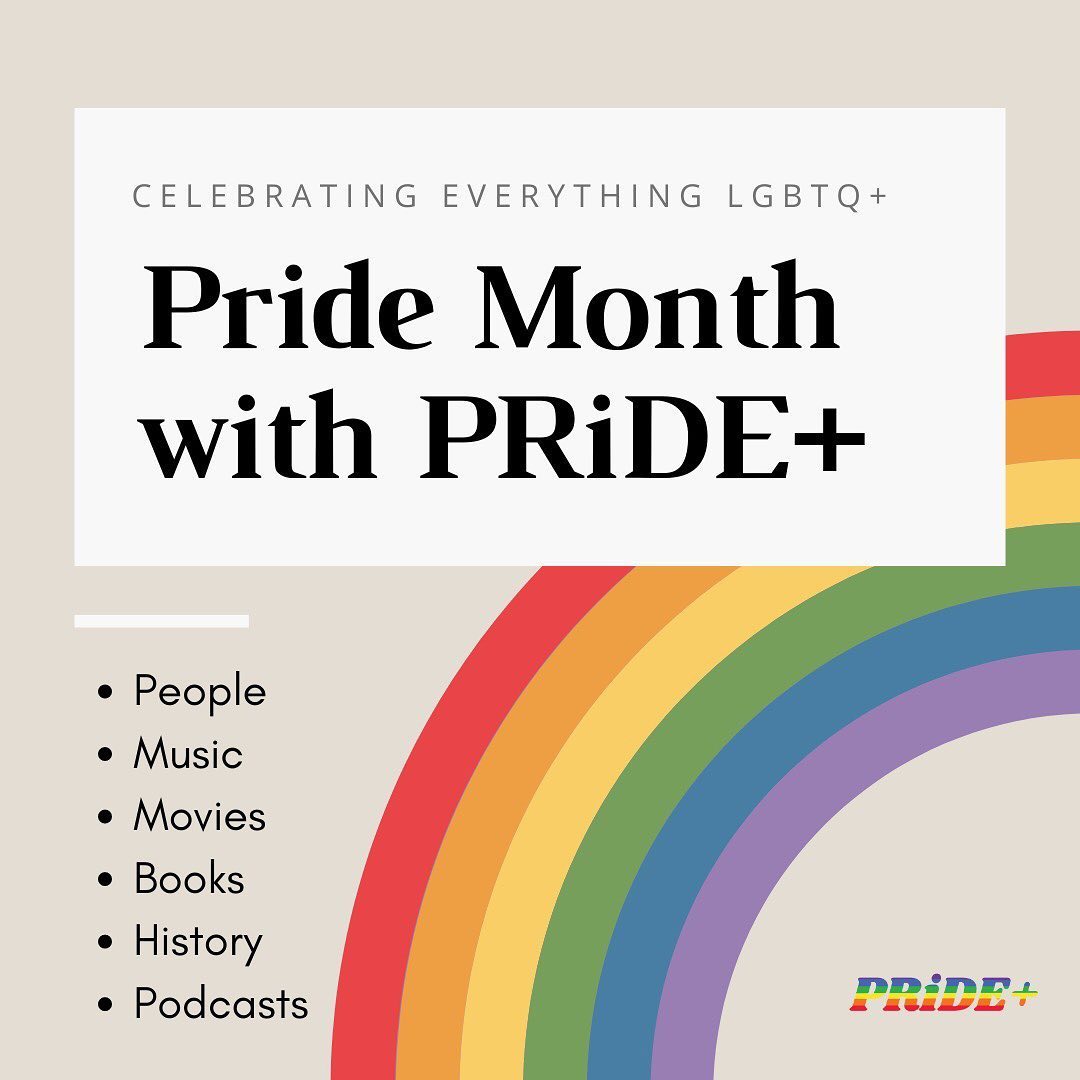 CELEBRATING EVERYTHING LGBTQ+
Pride Month
with PRiDE+
• People
• Music
• Movies
• Books
• History
• Podcasts
PRiDE+